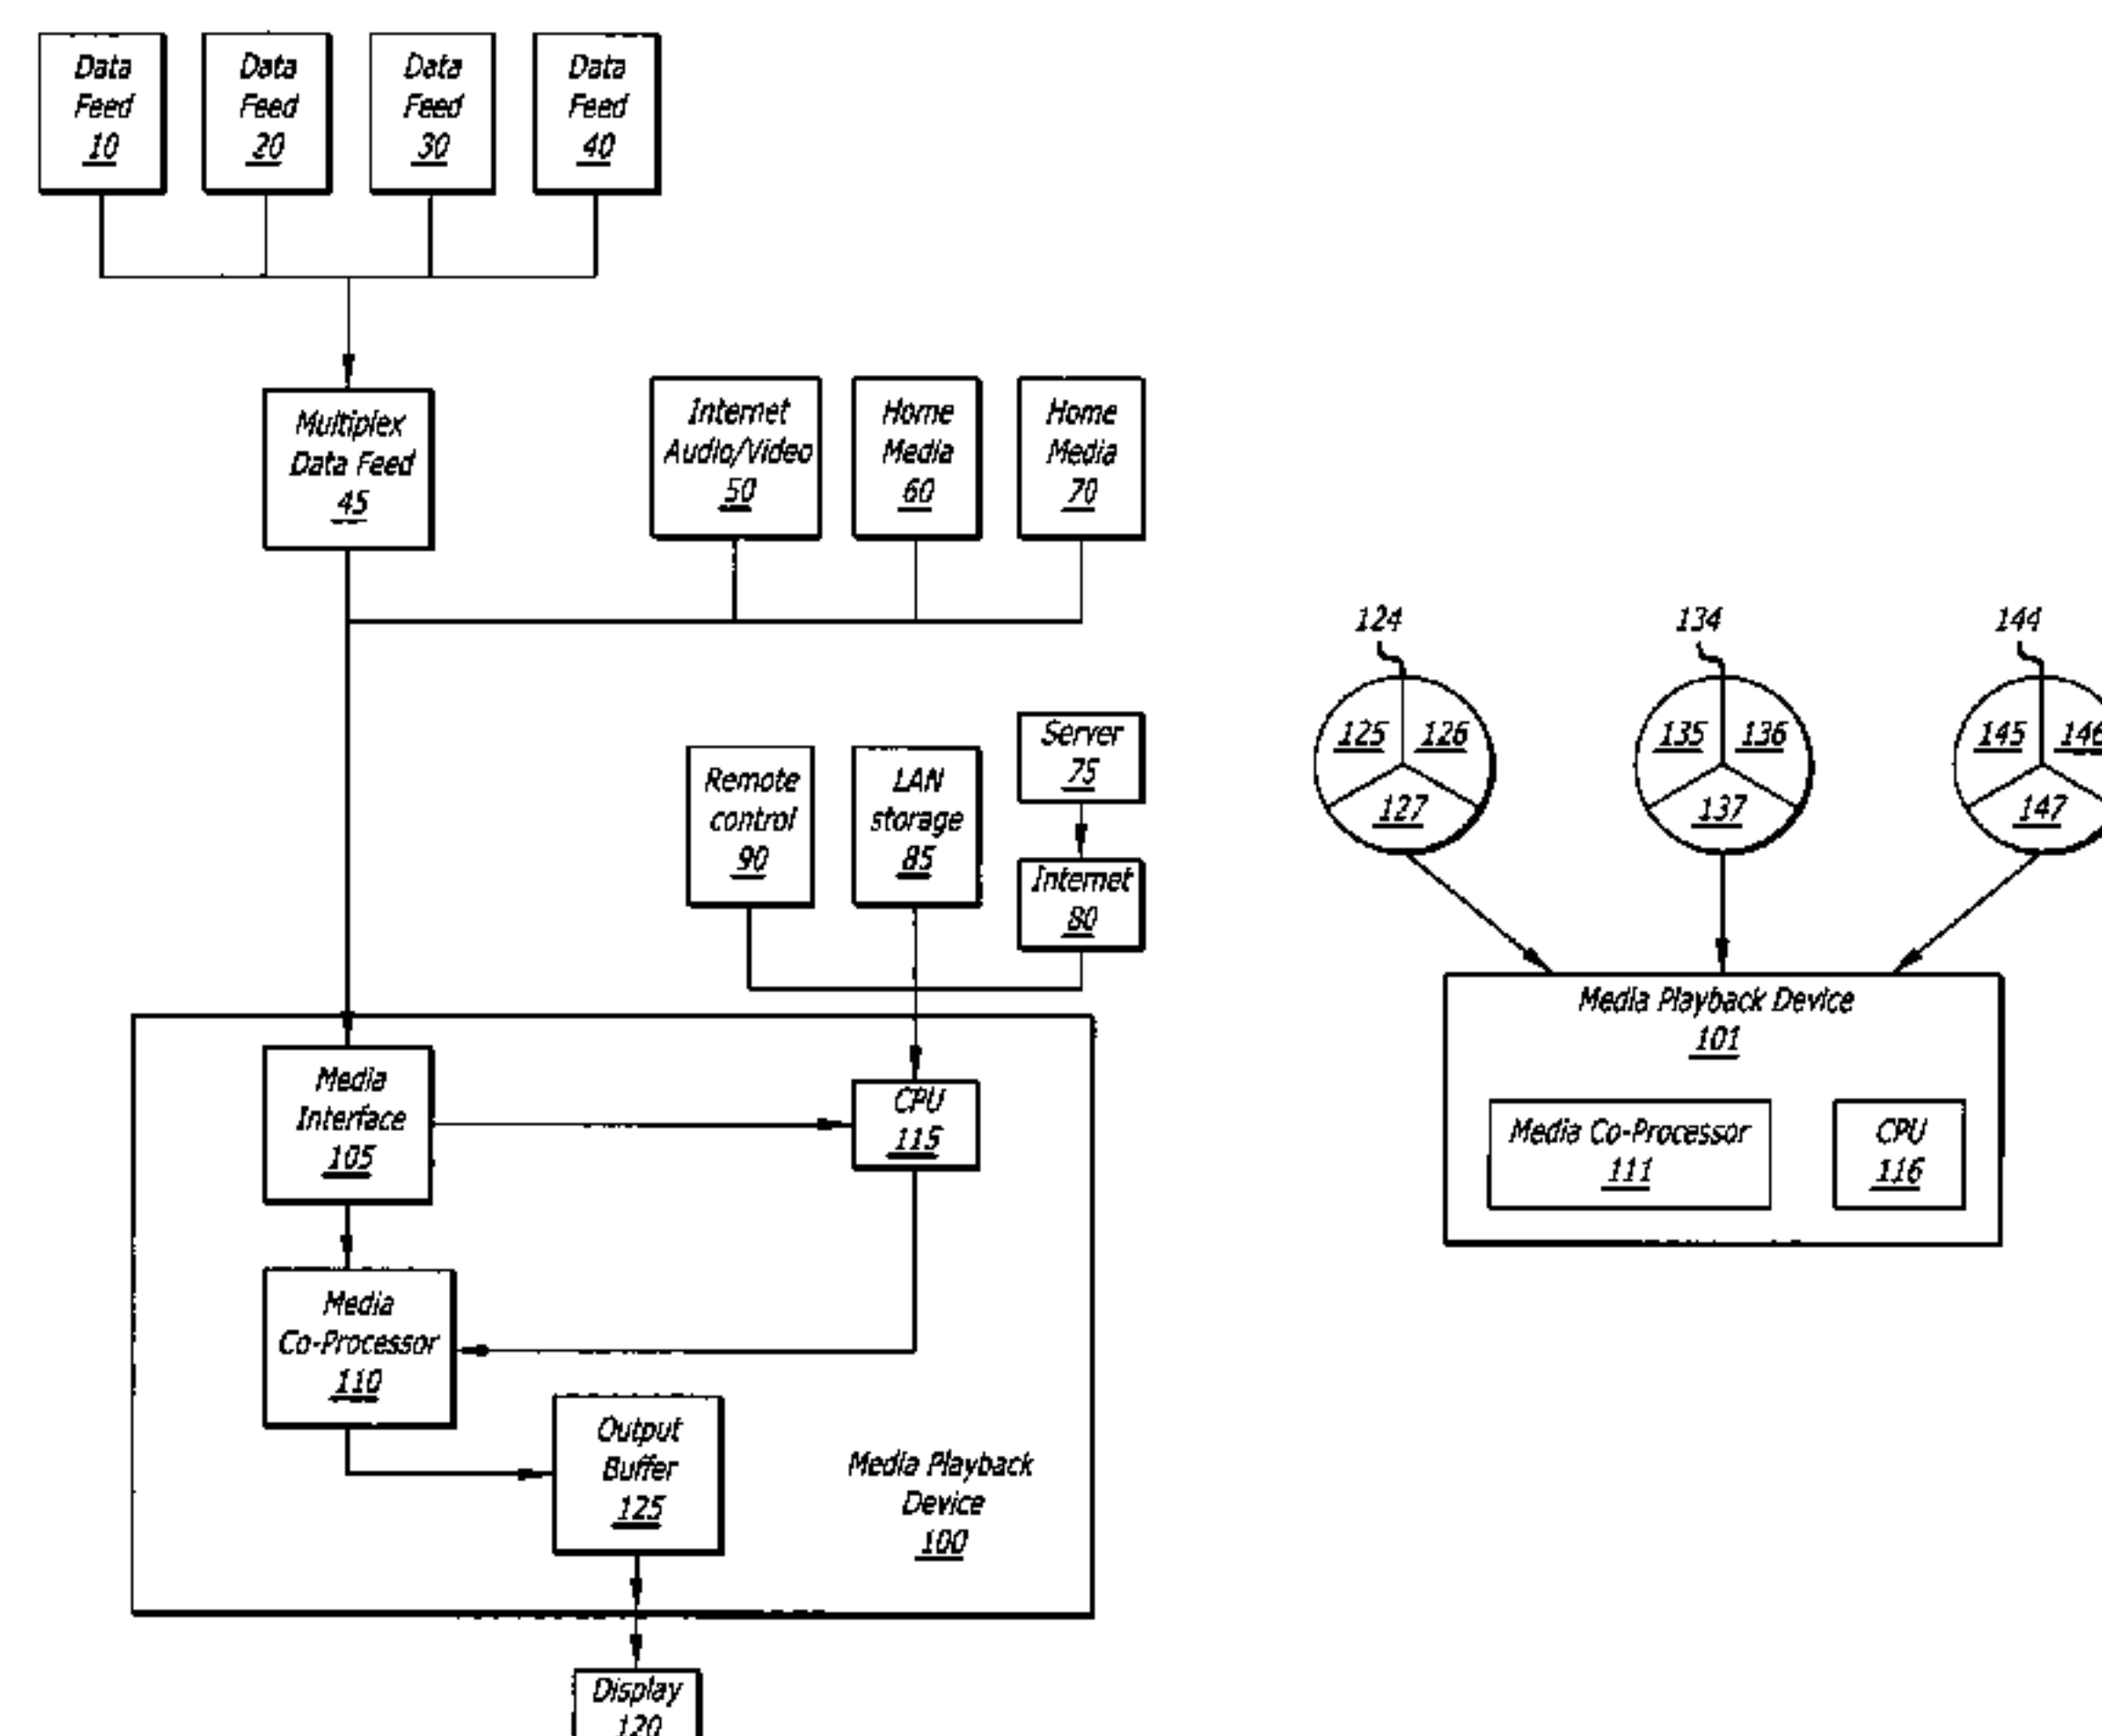 Data
Feed
10
Data
Feed
20
Data
Feed
30
Data
Feed
40
Multiplex
Data Feed
45
Internet
Audio/Video
50
Home
Media
60
Home
Media
70
Remote
control
90
LAN
storage
85
Server
75
Internet
80
Media
Interface
105
CPU
115
Media
Co-Processor
110
Output
Buffer
125
Media Playback
Device
100
Display
120
124
125
126
127
134
135
136
137
144
145
146
147
Media Playback Device
101
Media Co-Processor
111
CPU
116